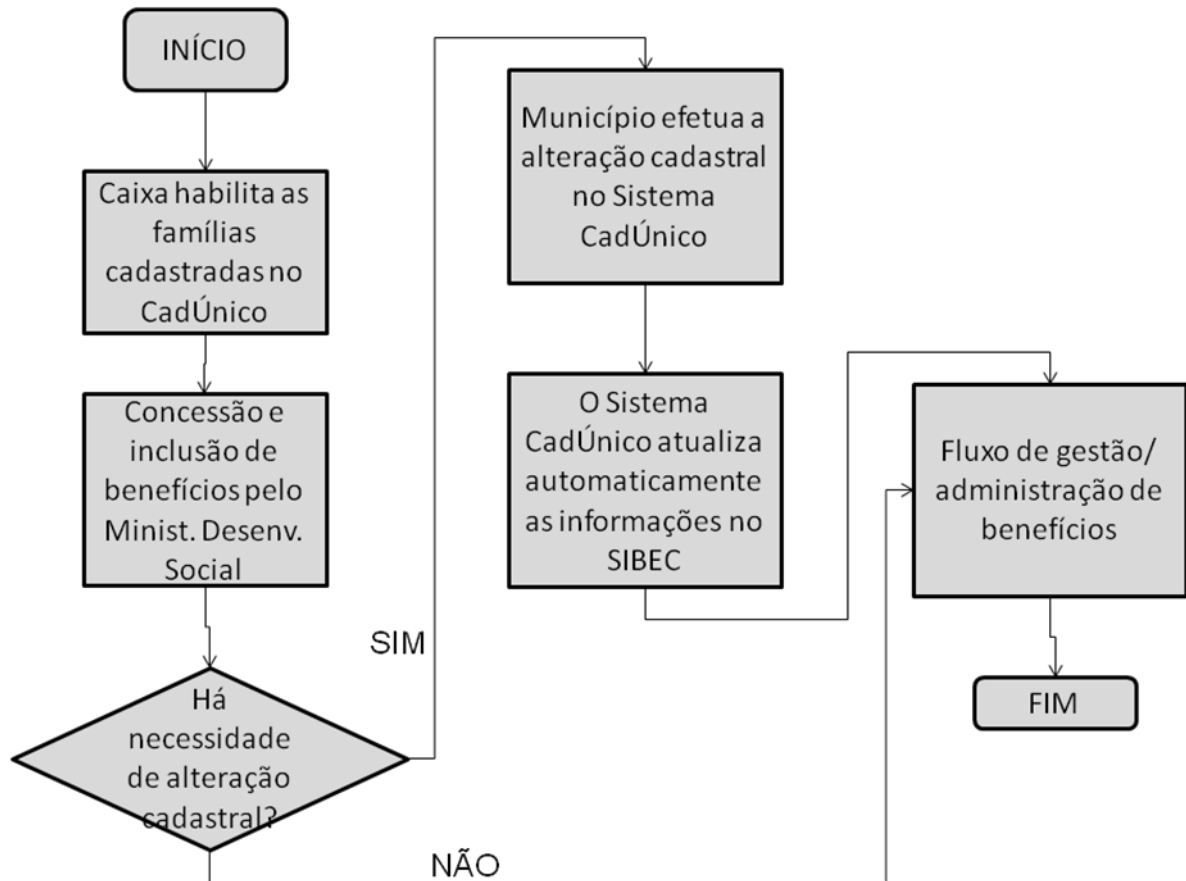 INÍCIO
Caixa habilita as
famílias
cadastradas no
CadÚnico
Concessão e
inclusão de
benefícios pelo
Minist. Desenv.
Social
Há
necessidade
de alteração
cadastral?
SIM
NÃO
Município efetua a
alteração cadastral
no Sistema
CadÚnico
O Sistema
CadÚnico atualiza
automaticamente
as informações no
SIBEC
Fluxo de gestão/
administração de
benefícios
FIM